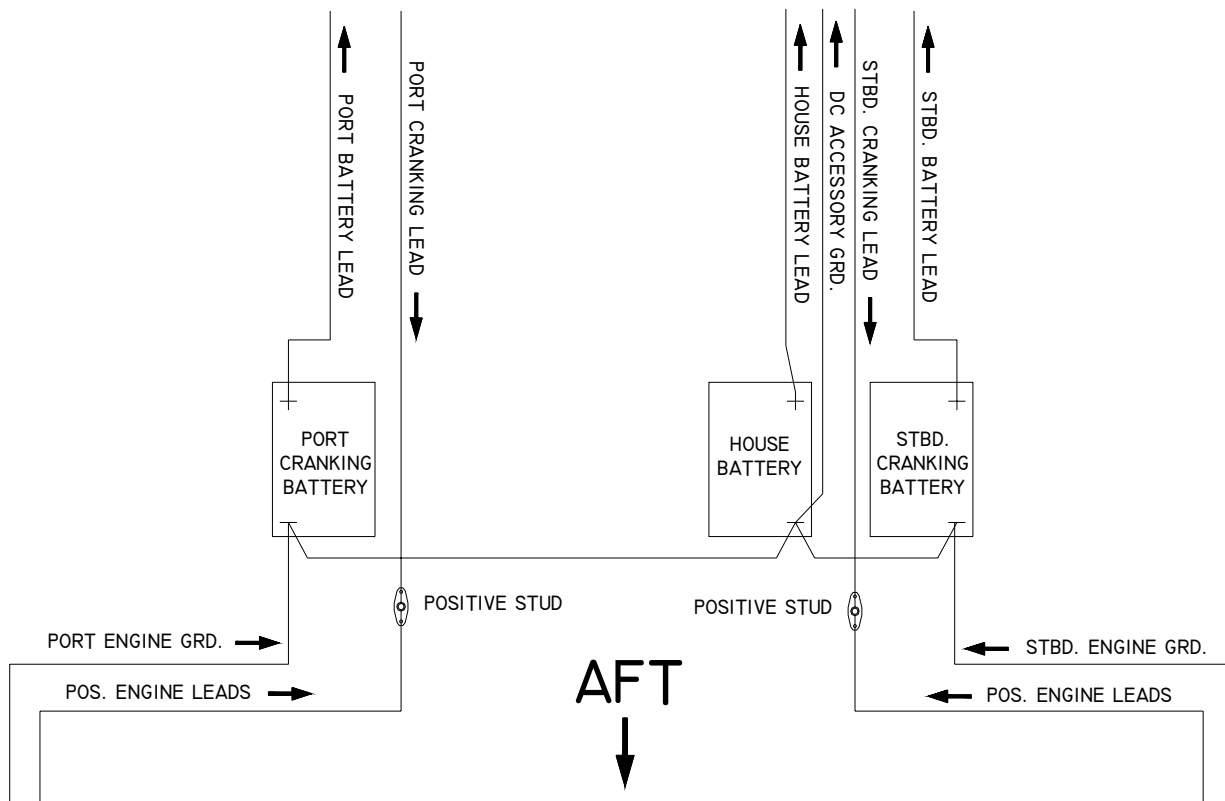 PORT BATTERY LEAD
PORT CRANKING LEAD
HOUSE BATTERY LEAD
DC ACCESSORY GRD.
STBD. CRANKING LEAD
STBD. BATTERY LEAD
PORT
CRANKING
BATTERY
HOUSE
BATTERY
STBD.
CRANKING
BATTERY
POSITIVE STUD
POSITIVE STUD
PORT ENGINE GRD.
STBD. ENGINE GRD.
POS. ENGINE LEADS
AFT
POS. ENGINE LEADS